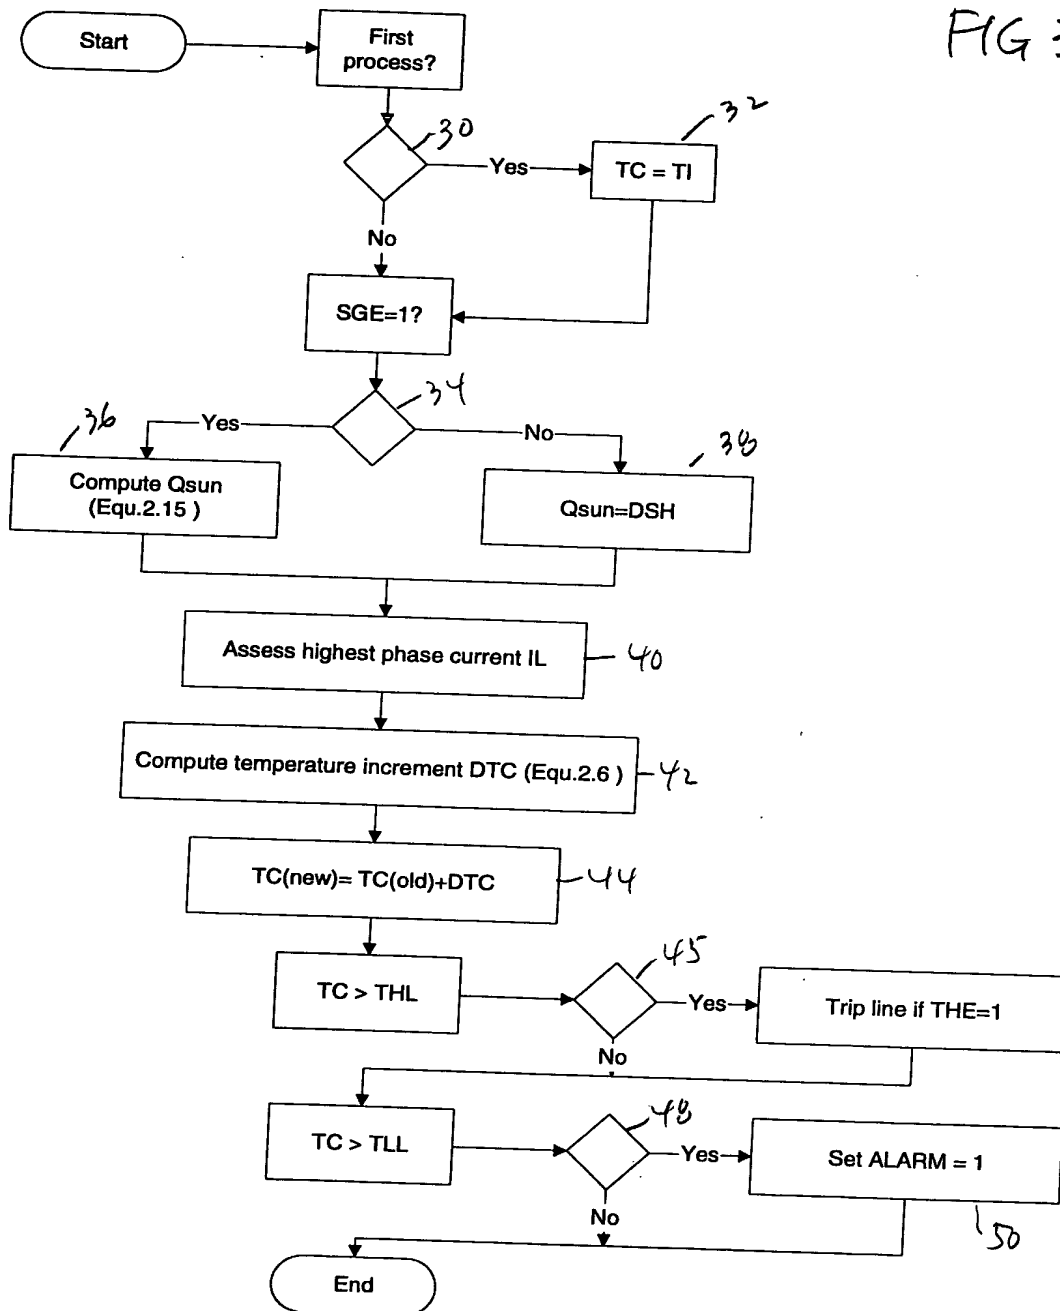 FIG
Start
First
process?
30
32
Yes
TC = TI
No
SGE=1?
34
36
Yes
No
38
Compute Qsun
(Equ.2.15 )
Qsun=DSH
Assess highest phase current IL
40
Compute temperature increment DTC (Equ.2.6 )
42
TC(new)= TC(old)+DTC
44
45
TC > THL
Yes
Trip line if THE=1
No
48
TC > TLL
Yes
Set ALARM = 1
No
50
End